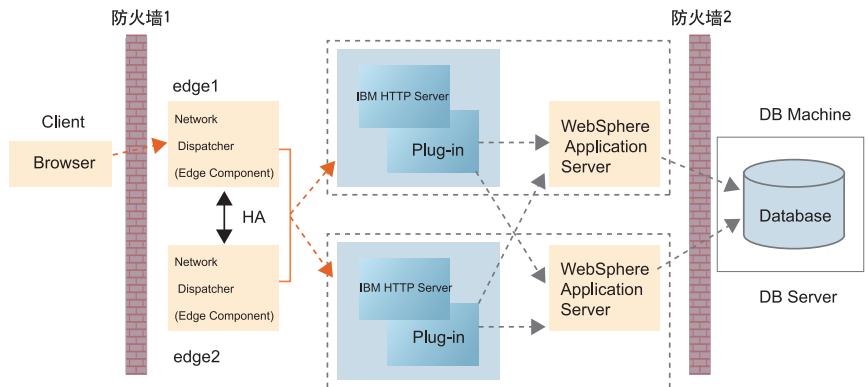 防火墙1
防火墙2
edge1
Client
Browser
Network
Dispatcher
(Edge Component)
HA
Network
Dispatcher
(Edge Component)
edge2
IBM HTTP Server
Plug-in
WebSphere
Application
Server
IBM HTTP Server
Plug-in
WebSphere
Application
Server
DB Machine
Database
DB Server